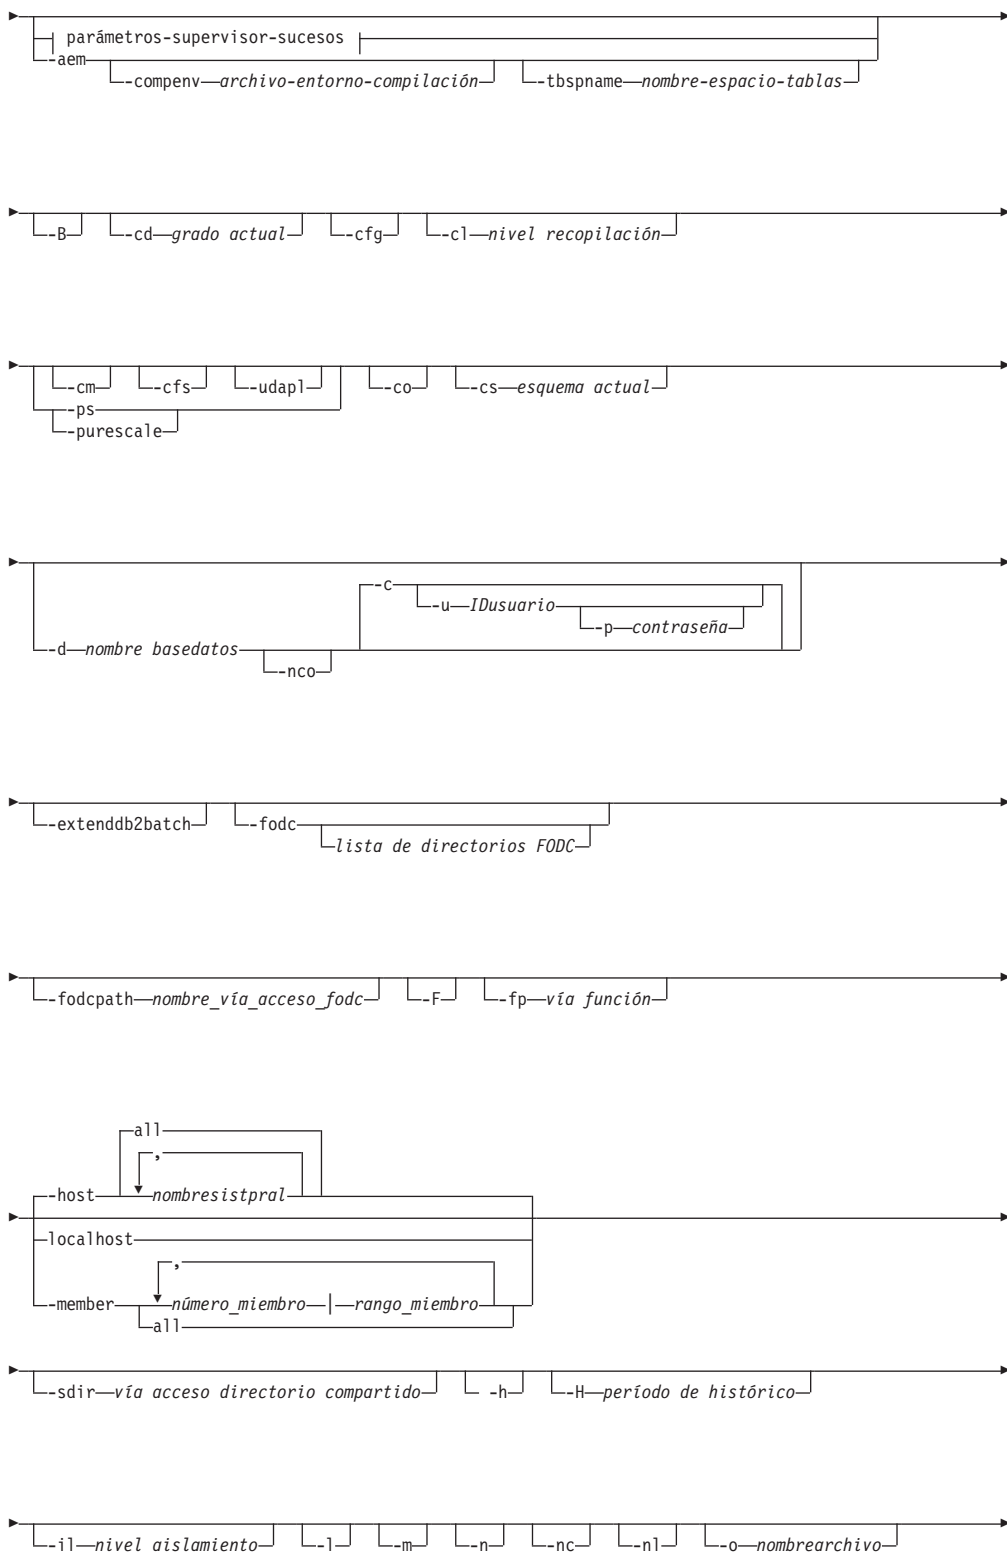 parámetros-supervisor-sucesos
-aem
-compenv archivo-entorno-compilación -tbspname nombre-espacio-tablas
-B -cd grado actual -cfg -cl nivel recopilación
-cm -cfs -udapl -co -cs esquema actual
-ps
-purescale
-c
-u IDusuario
-p contraseña
-d nombre basedatos
-nco
-extenddb2batch -fodc
lista de directorios FODC
-fodcpath nombre_vía_acceso_fodc -F -fp vía función
all
,
-host nombresistpral
localhost
,
-member número_miembro | rango_miembro
all
-sdir vía acceso directorio compartido -h -H período de histórico
-il nivel aislamiento -l -m -n -nc -nl -o nombrearchivo